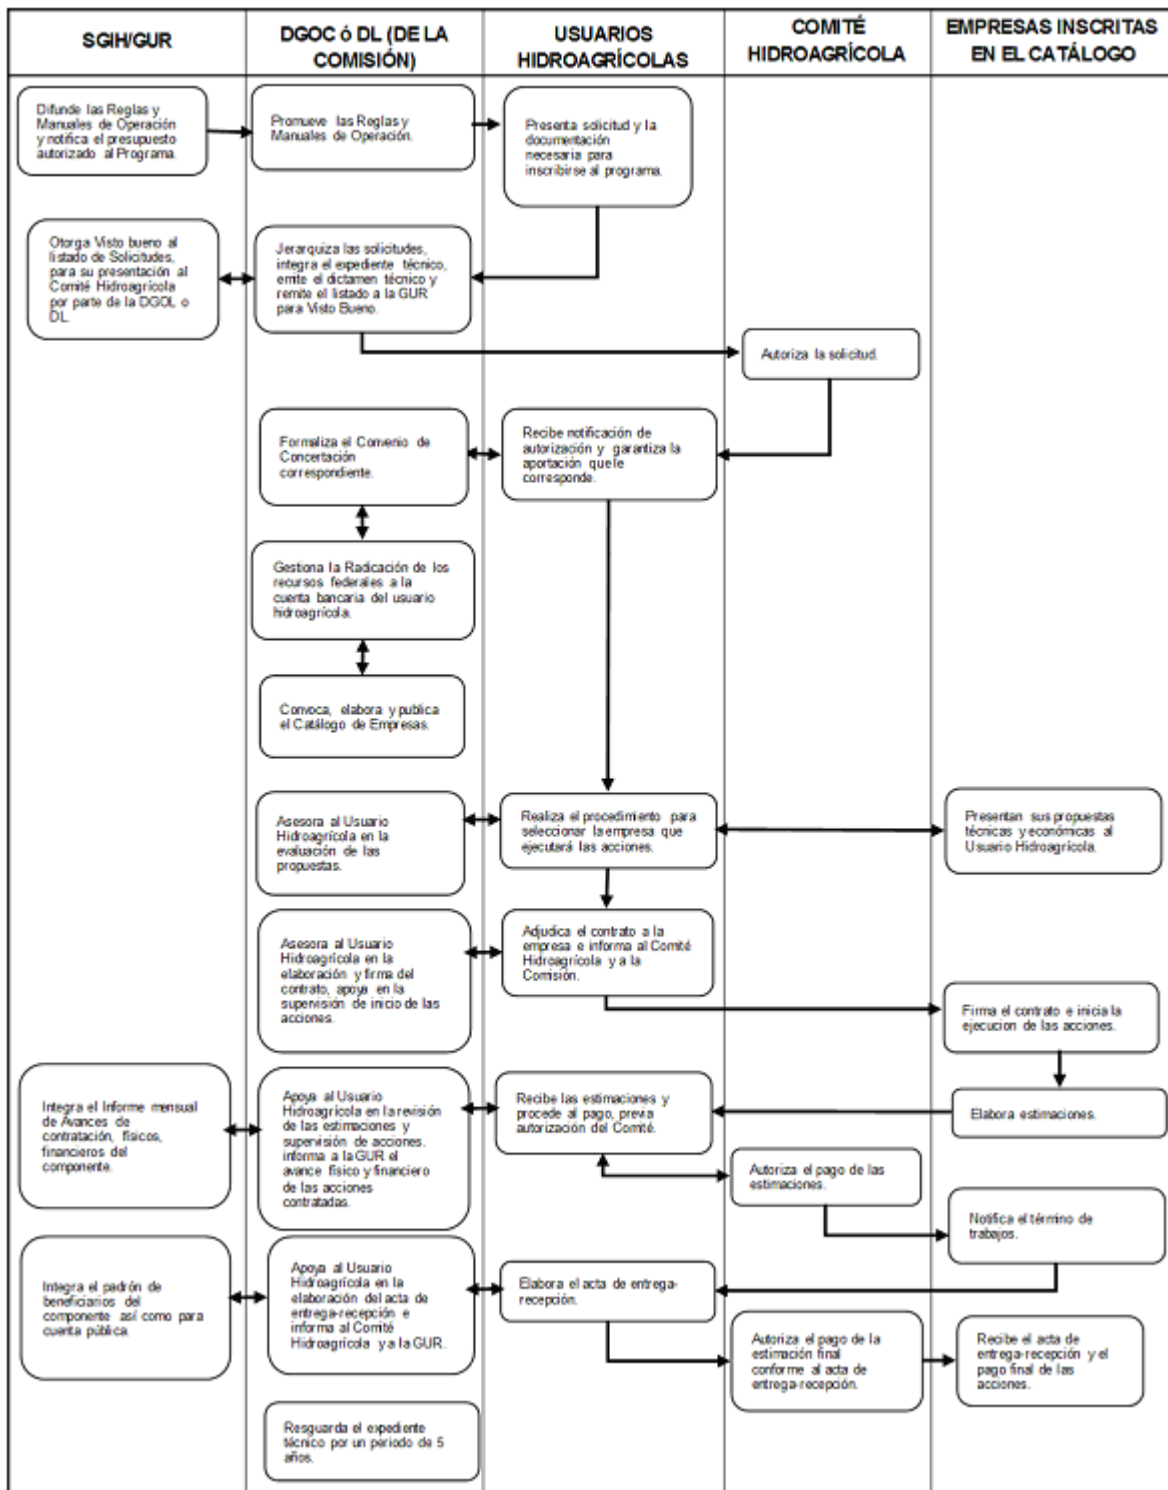 SGIH/GUR
DGOC ó DL (DE LA
COMISIÓN)
USUARIOS
HIDROAGRÍCOLAS
COMITÉ
HIDROAGRÍCOLA
EMPRESAS INSCRITAS
EN EL CATÁLOGO
Difunde las Reglas y
Manuales de Operación
y notifica el presupuesto
autorizado al Programa.
Promueve las Reglas y
Manuales de Operación.
Presenta solicitud y la
documentación
necesaria para
inscribirse al programa.
Otorga Visto bueno al
listado de Solicitudes,
para su presentación al
Comité Hidroagrícola
por parte de la DGOL o
DL.
Jerarquiza las solicitudes,
integra el expediente técnico,
emite el dictamen técnico y
remite el listado a la GUR
para Visto Bueno.
Autoriza la solicitud.
Formaliza el Convenio de
Concertación
correspondiente.
Recibe notificación de
autorización y garantiza la
aportación que le
corresponde.
Gestiona la Radicación de los
recursos federales a la
cuenta bancaria del usuario
hidroagrícola.
Convoca, elabora y publica
el Catálogo de Empresas.
Asesora al Usuario
Hidroagrícola en la
evaluación de las
propuestas.
Realiza el procedimiento para
seleccionar la empresa que
ejecutará las acciones.
Presentan sus propuestas
técnicas y económicas al
Usuario Hidroagrícola.
Asesora al Usuario
Hidroagrícola en la
elaboración y firma del
contrato, apoya en la
supervisión de inicio de las
acciones.
Adjudica el contrato a la
empresa e informa al Comité
Hidroagrícola y a la
Comisión.
Firma el contrato e inicia la
ejecucion de las acciones.
Integra el Informe mensual
de Avances de
contratación, físicos,
financieros del
componente.
Apoya al Usuario
Hidroagrícola en la revisión
de las estimaciones y
supervisión de acciones.
informa a la GUR el
avance físico y financiero
de las acciones
contratadas.
Recibe las estimaciones y
procede al pago, previa
autorización del Comité.
Elabora estimaciones.
Autoriza el pago de las
estimaciones.
Notifica el término de
trabajos.
Integra el padrón de
beneficiarios del
componente así como para
cuenta pública.
Apoya al Usuario
Hidroagrícola en la
elaboración del acta de
entrega-recepción e
informa al Comité
Hidroagrícola y a la GUR.
Elabora el acta de entrega-
recepción.
Autoriza el pago de la
estimación final
conforme al acta de
entrega-recepción.
Recibe el acta de
entrega-recepción y el
pago final de las
acciones.
Resguarda el expediente
técnico por un periodo de 5
años.